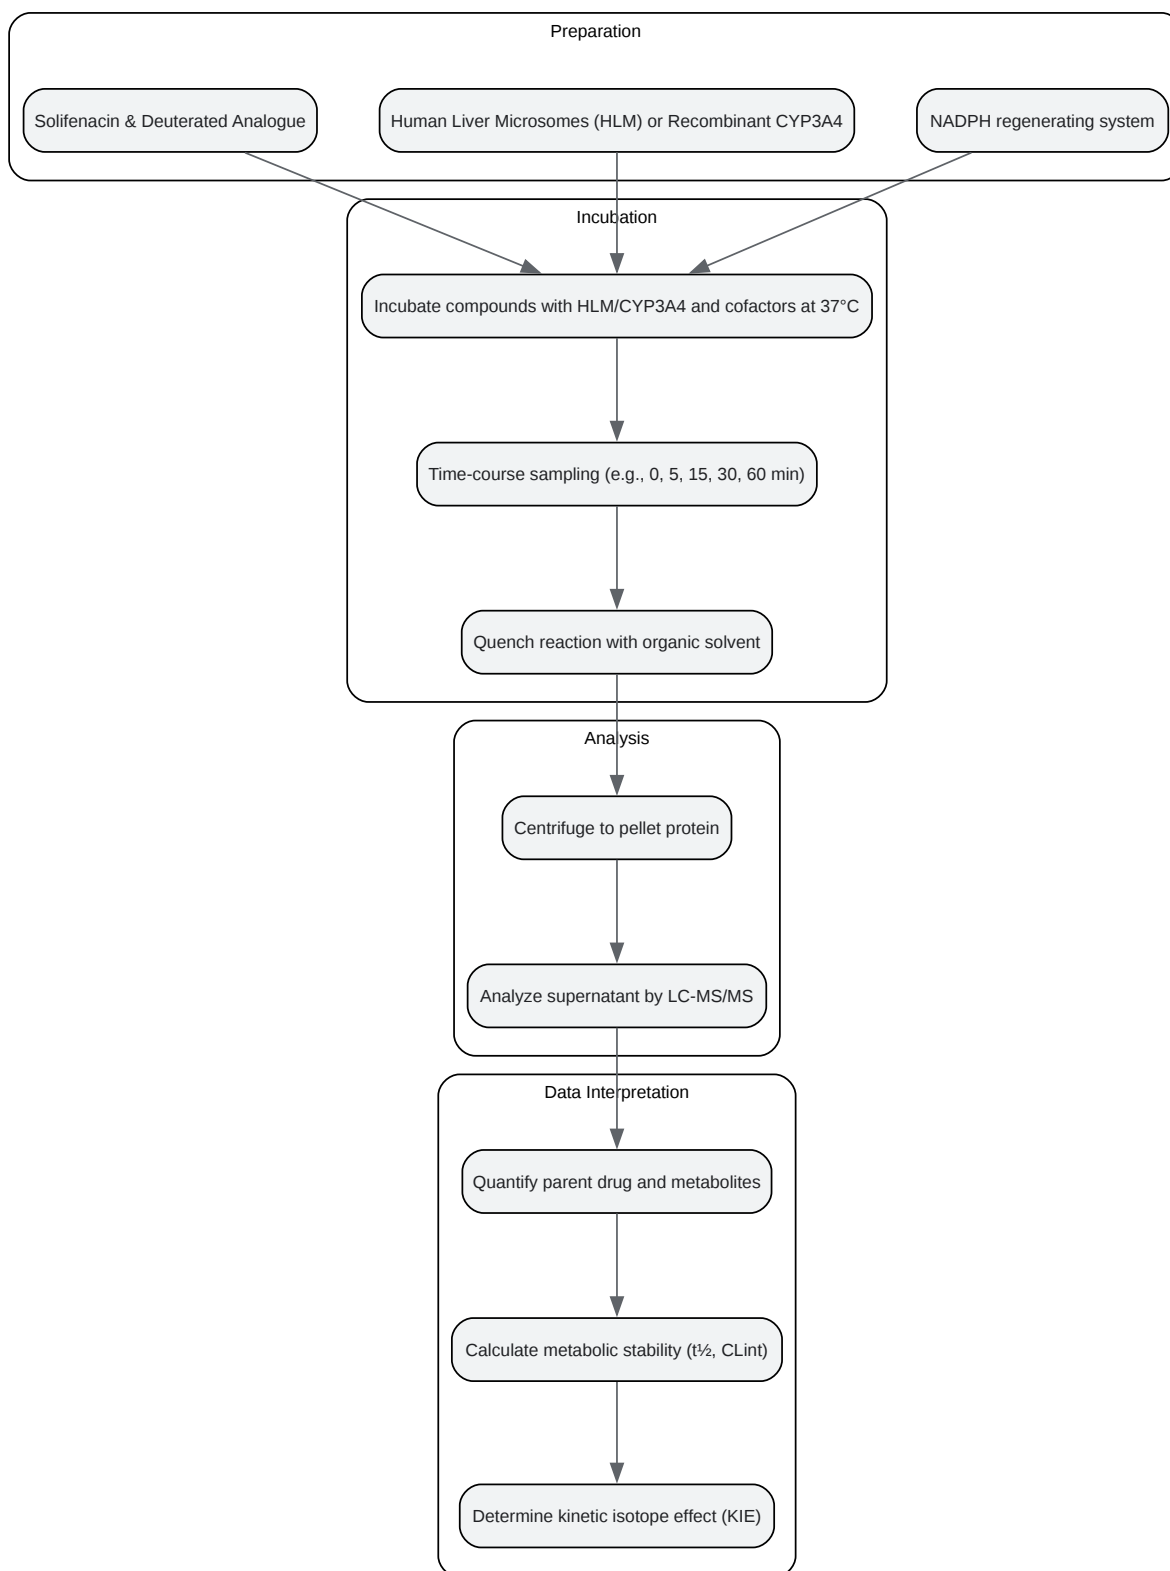 Preparation
Solifenacin & Deuterated Analogue
Human Liver Microsomes (HLM) or Recombinant CYP3A4
NADPH regenerating system
Incubation
Incubate compounds with HLM/CYP3A4 and cofactors at 37°C
Time-course sampling (e.g., 0, 5, 15, 30, 60 min)
Quench reaction with organic solvent
Analysis
Centrifuge to pellet protein
Analyze supernatant by LC-MS/MS
Data Interpretation
Quantify parent drug and metabolites
Calculate metabolic stability (t½, CLint)
Determine kinetic isotope effect (KIE)